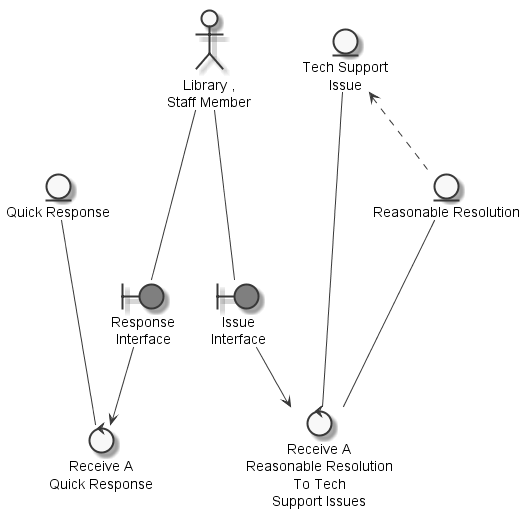 Library ,
Staff Member
Tech Support
Issue
Quick Response
Reasonable Resolution
Response
Interface
Issue
Interface
Receive A
Quick Response
Receive A
Reasonable Resolution
To Tech
Support Issues